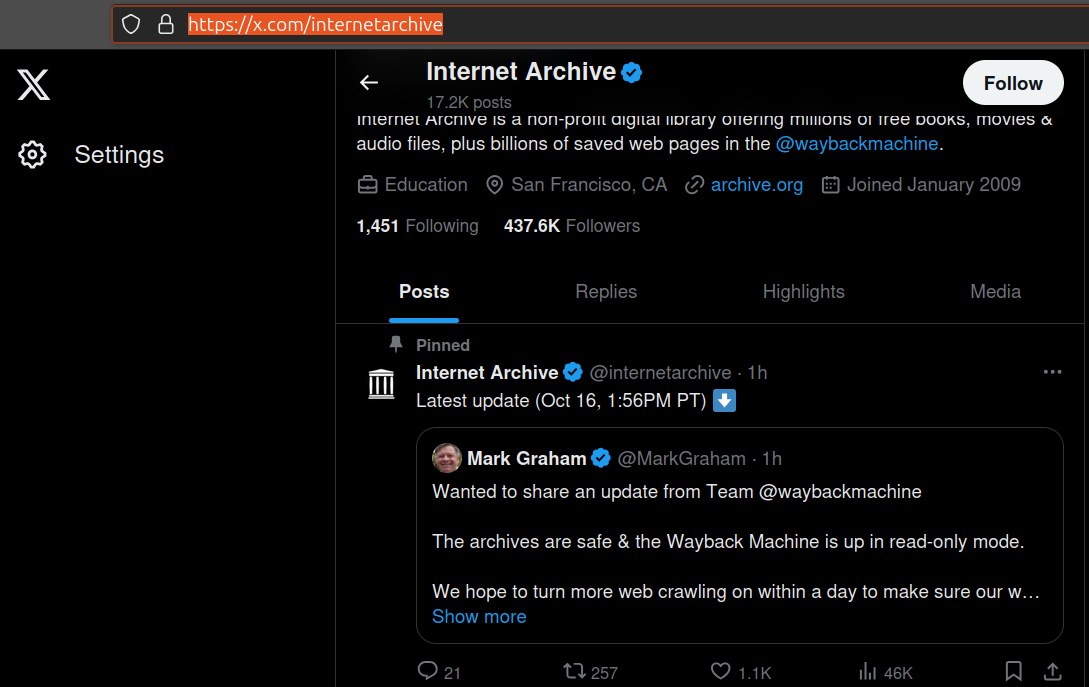 https://x.com/internetarchive
Internet Archive
17.2K posts
Follow
Settings
Internet Archive is a non-profit digital library offering millions of free books, movies &
audio files, plus billions of saved web pages in the @waybackmachine.
Education San Francisco, CA archive.org Joined January 2009
1,451 Following 437.6K Followers
Posts Replies Highlights Media
Pinned
Internet Archive @internetarchive · 1h
Latest update (Oct 16, 1:56PM PT) ⬇️
Mark Graham @MarkGraham · 1h
Wanted to share an update from Team @waybackmachine
The archives are safe & the Wayback Machine is up in read-only mode.
We hope to turn more web crawling on within a day to make sure our w…
Show more
21 257 1.1K 46K